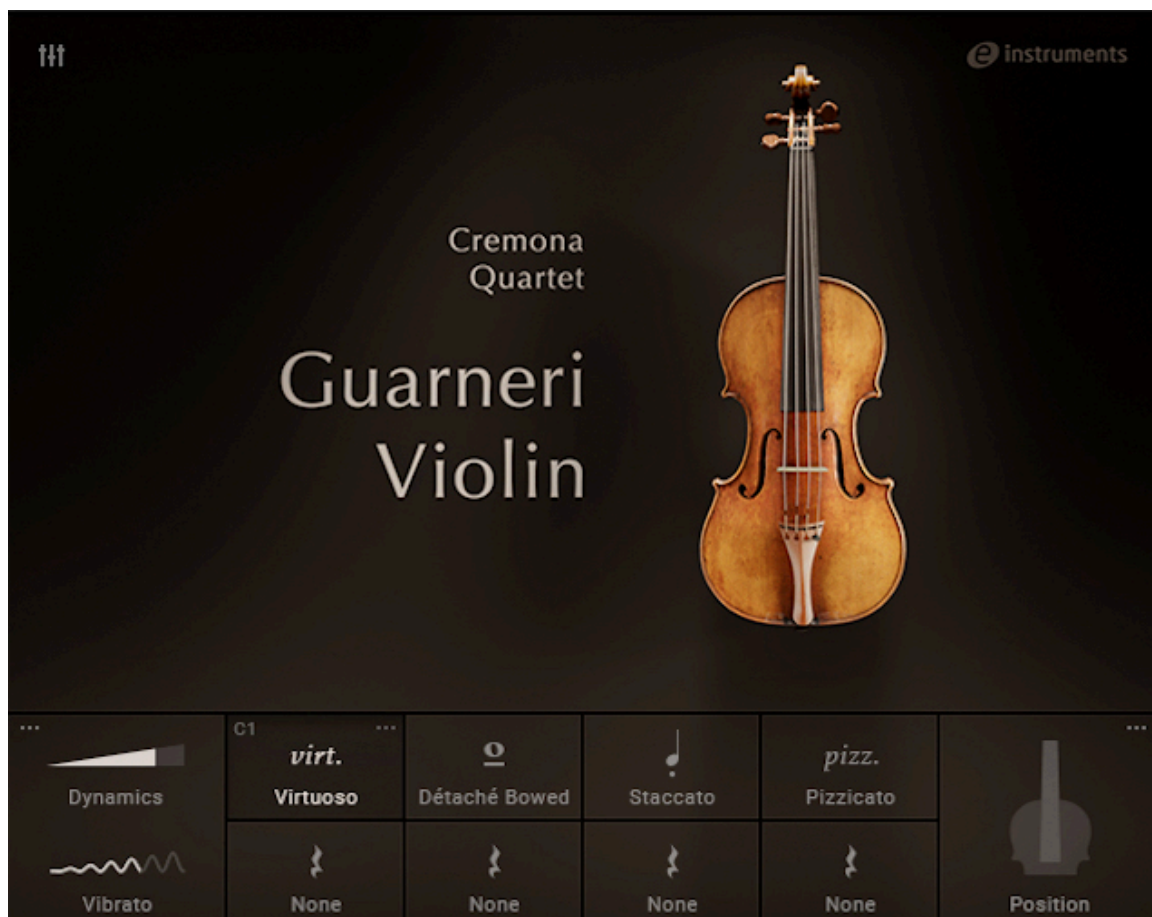 e instruments
Cremona
Quartet
Guarneri
Violin
C1
virt.
pizz.
Dynamics
Virtuoso
Détaché Bowed
Staccato
Pizzicato
Vibrato
None
None
None
None
Position